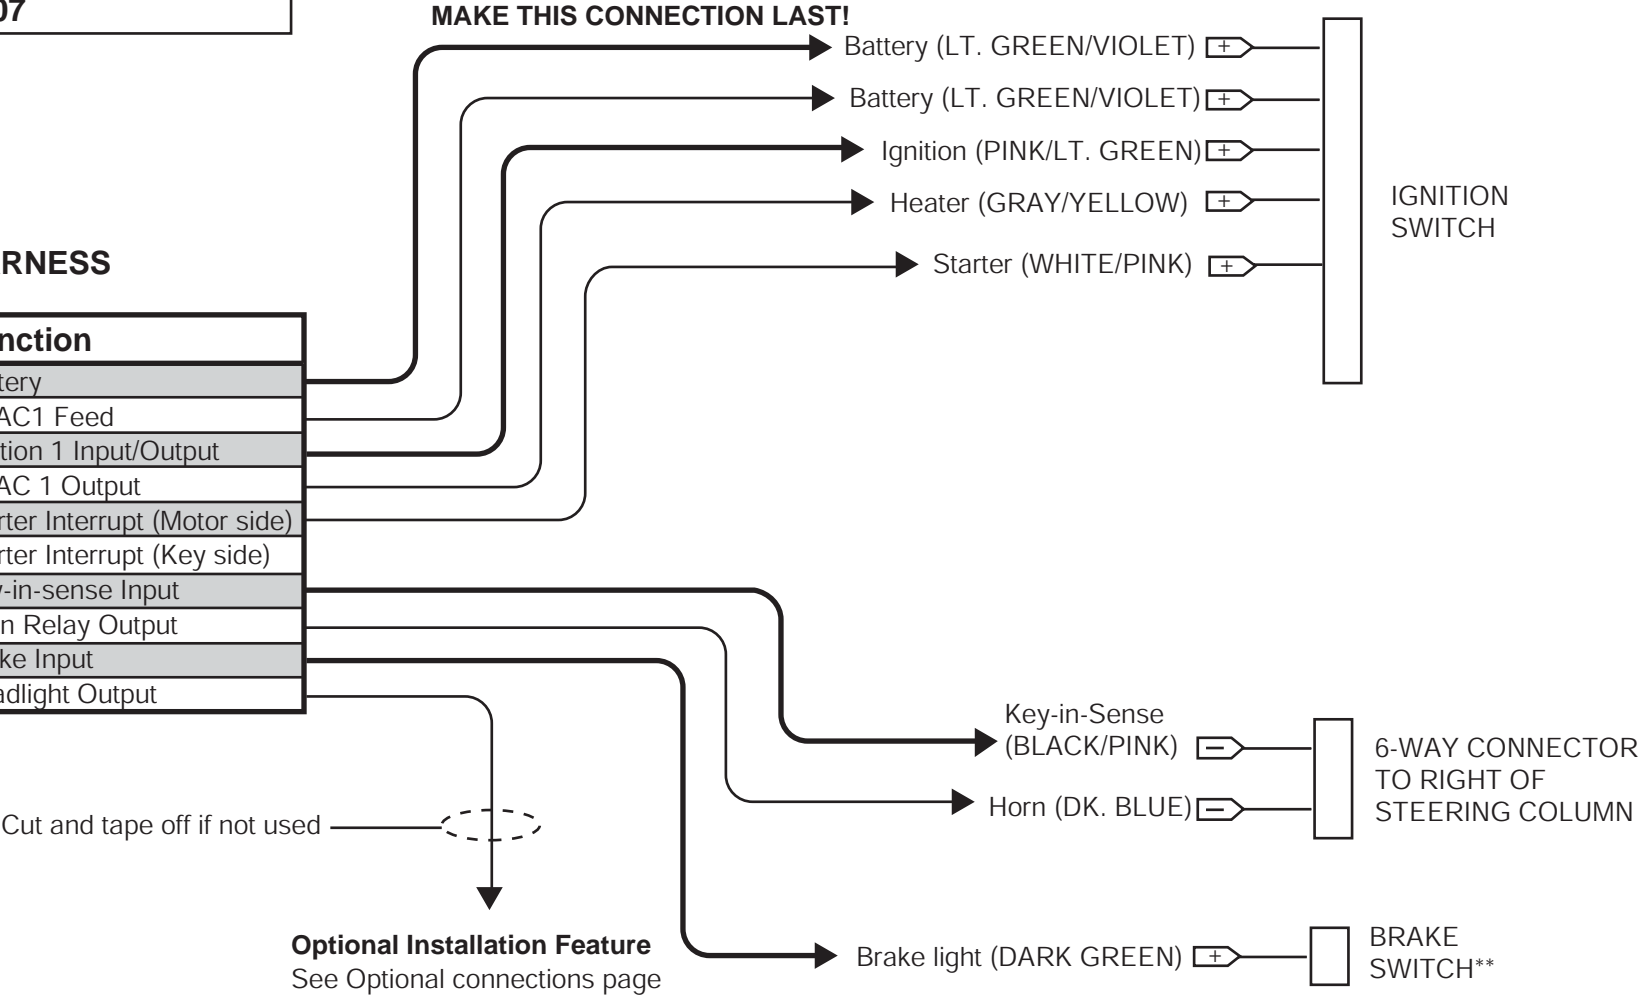 07
MAKE THIS CONNECTION LAST!
Battery (LT. GREEN/VIOLET) +
Battery (LT. GREEN/VIOLET) +
Ignition (PINK/LT. GREEN) +
Heater (GRAY/YELLOW) +
Starter (WHITE/PINK) +
IGNITION
SWITCH
RNESS
nction
tery
AC1 Feed
tion 1 Input/Output
AC 1 Output
rter Interrupt (Motor side)
rter Interrupt (Key side)
y-in-sense Input
n Relay Output
ke Input
adlight Output
Key-in-Sense
(BLACK/PINK) −
Horn (DK. BLUE) −
6-WAY CONNECTOR
TO RIGHT OF
STEERING COLUMN
Cut and tape off if not used
Optional Installation Feature
See Optional connections page
Brake light (DARK GREEN) +
BRAKE
SWITCH**